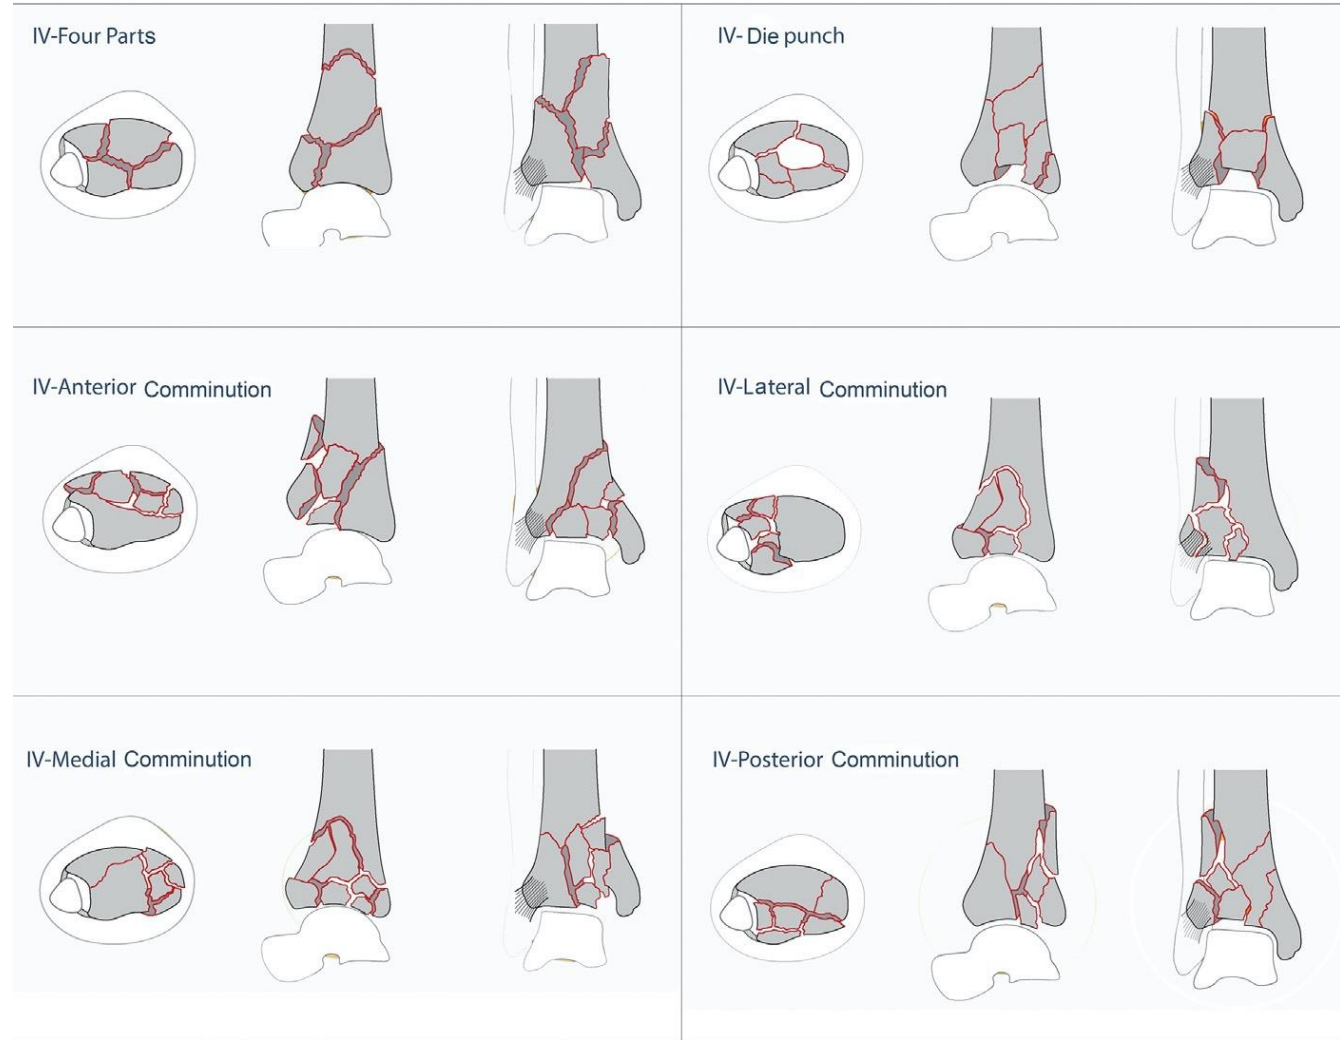 IV-Four Parts
IV-Die punch
IV-Anterior Comminution
IV-Lateral Comminution
IV-Medial Comminution
IV-Posterior Comminution